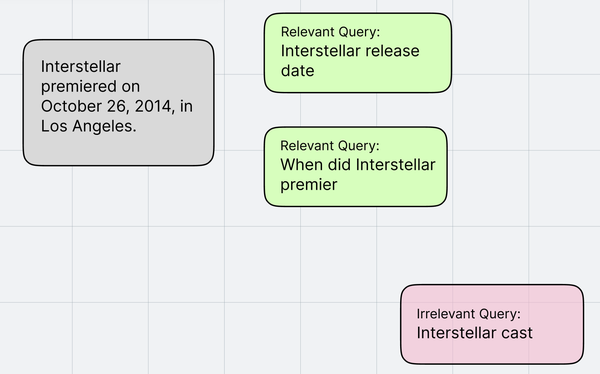 Interstellar
premiered on
October 26, 2014, in
Los Angeles.
Relevant Query:
Interstellar release
date
Relevant Query:
When did Interstellar
premier
Irrelevant Query:
Interstellar cast